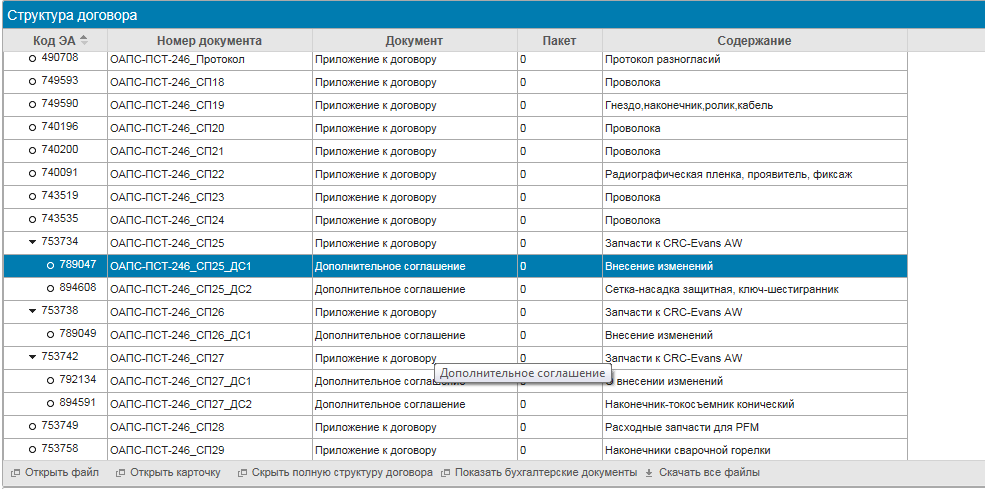 Структура договора
Код ЭА Номер документа Документ Пакет Содержание
490708 ОАПС-ПСТ-246_Протокол Приложение к договору 0 Протокол разногласий
749593 ОАПС-ПСТ-246_СП18 Приложение к договору 0 Проволока
749590 ОАПС-ПСТ-246_СП19 Приложение к договору 0 Гнездо,наконечник,ролик,кабель
740196 ОАПС-ПСТ-246_СП20 Приложение к договору 0 Проволока
740200 ОАПС-ПСТ-246_СП21 Приложение к договору 0 Проволока
740091 ОАПС-ПСТ-246_СП22 Приложение к договору 0 Радиографическая пленка, проявитель, фиксаж
743519 ОАПС-ПСТ-246_СП23 Приложение к договору 0 Проволока
743535 ОАПС-ПСТ-246_СП24 Приложение к договору 0 Проволока
753734 ОАПС-ПСТ-246_СП25 Приложение к договору 0 Запчасти к CRC-Evans AW
789047 ОАПС-ПСТ-246_СП25_ДС1 Дополнительное соглашение 0 Внесение изменений
894608 ОАПС-ПСТ-246_СП25_ДС2 Дополнительное соглашение 0 Сетка-насадка защитная, ключ-шестигранник
753738 ОАПС-ПСТ-246_СП26 Приложение к договору 0 Запчасти к CRC-Evans AW
789049 ОАПС-ПСТ-246_СП26_ДС1 Дополнительное соглашение 0 Внесение изменений
753742 ОАПС-ПСТ-246_СП27 Приложение к договору 0 Запчасти к CRC-Evans AW
Дополнительное соглашение
792134 ОАПС-ПСТ-246_СП27_ДС1 Дополнительное соглашение 0 внесении изменений
894591 ОАПС-ПСТ-246_СП27_ДС2 Дополнительное соглашение 0 Наконечник-токосъемник конический
753749 ОАПС-ПСТ-246_СП28 Приложение к договору 0 Расходные запчасти для PFM
753758 ОАПС-ПСТ-246_СП29 Приложение к договору 0 Наконечники сварочной горелки
Открыть файл Открыть карточку Скрыть полную структуру договора Показать бухгалтерские документы Скачать все файлы